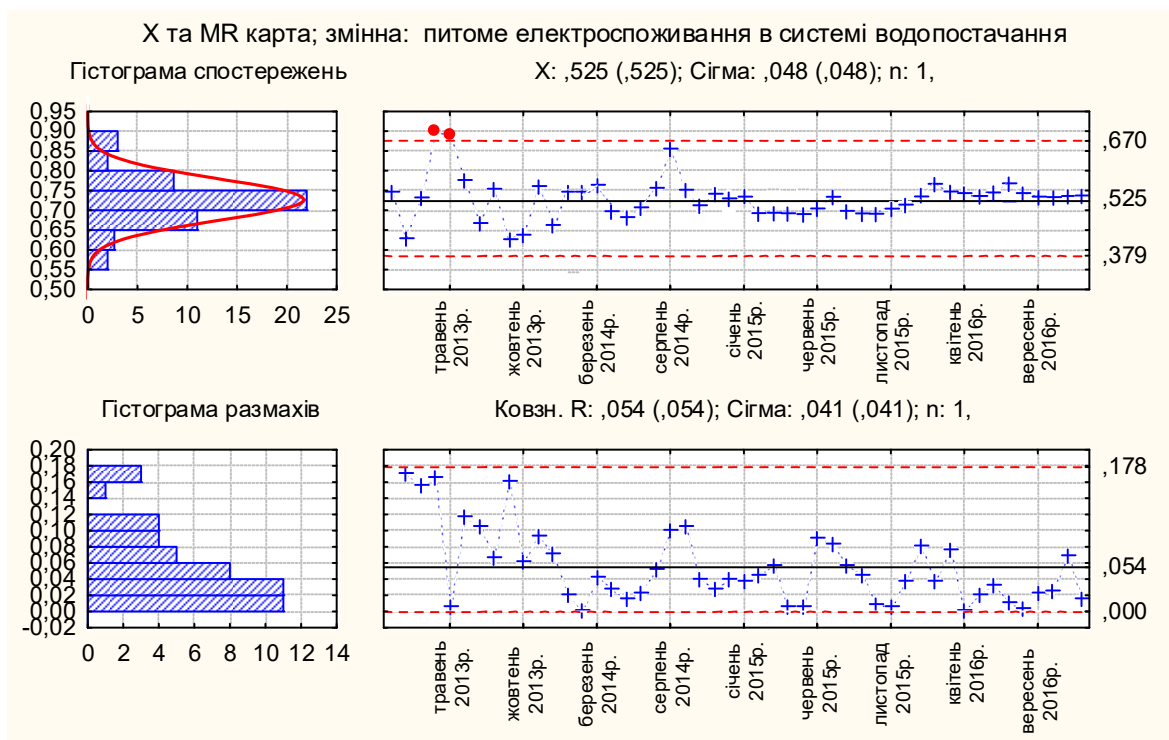 X та MR карта; змінна: питоме електроспоживання в системі водопостачання
Гістограма спостережень
X: ,525 (,525); Сігма: ,048 (,048); n: 1,
0,95
0,90
0,85
0,80
0,75
0,70
0,65
0,60
0,55
0,50
0 5 10 15 20 25
,670
,525
,379
травень 2013р.
жовтень 2013р.
березень 2014р.
серпень 2014р.
січень 2015р.
червень 2015р.
листопад 2015р.
квітень 2016р.
вересень 2016р.
Гістограма размахів
Ковзн. R: ,054 (,054); Сігма: ,041 (,041); n: 1,
0,20
0,18
0,16
0,14
0,12
0,10
0,08
0,06
0,04
0,02
0,00
-0,02
0 2 4 6 8 10 12 14
,178
,054
,000
травень 2013р.
жовтень 2013р.
березень 2014р.
серпень 2014р.
січень 2015р.
червень 2015р.
листопад 2015р.
квітень 2016р.
вересень 2016р.